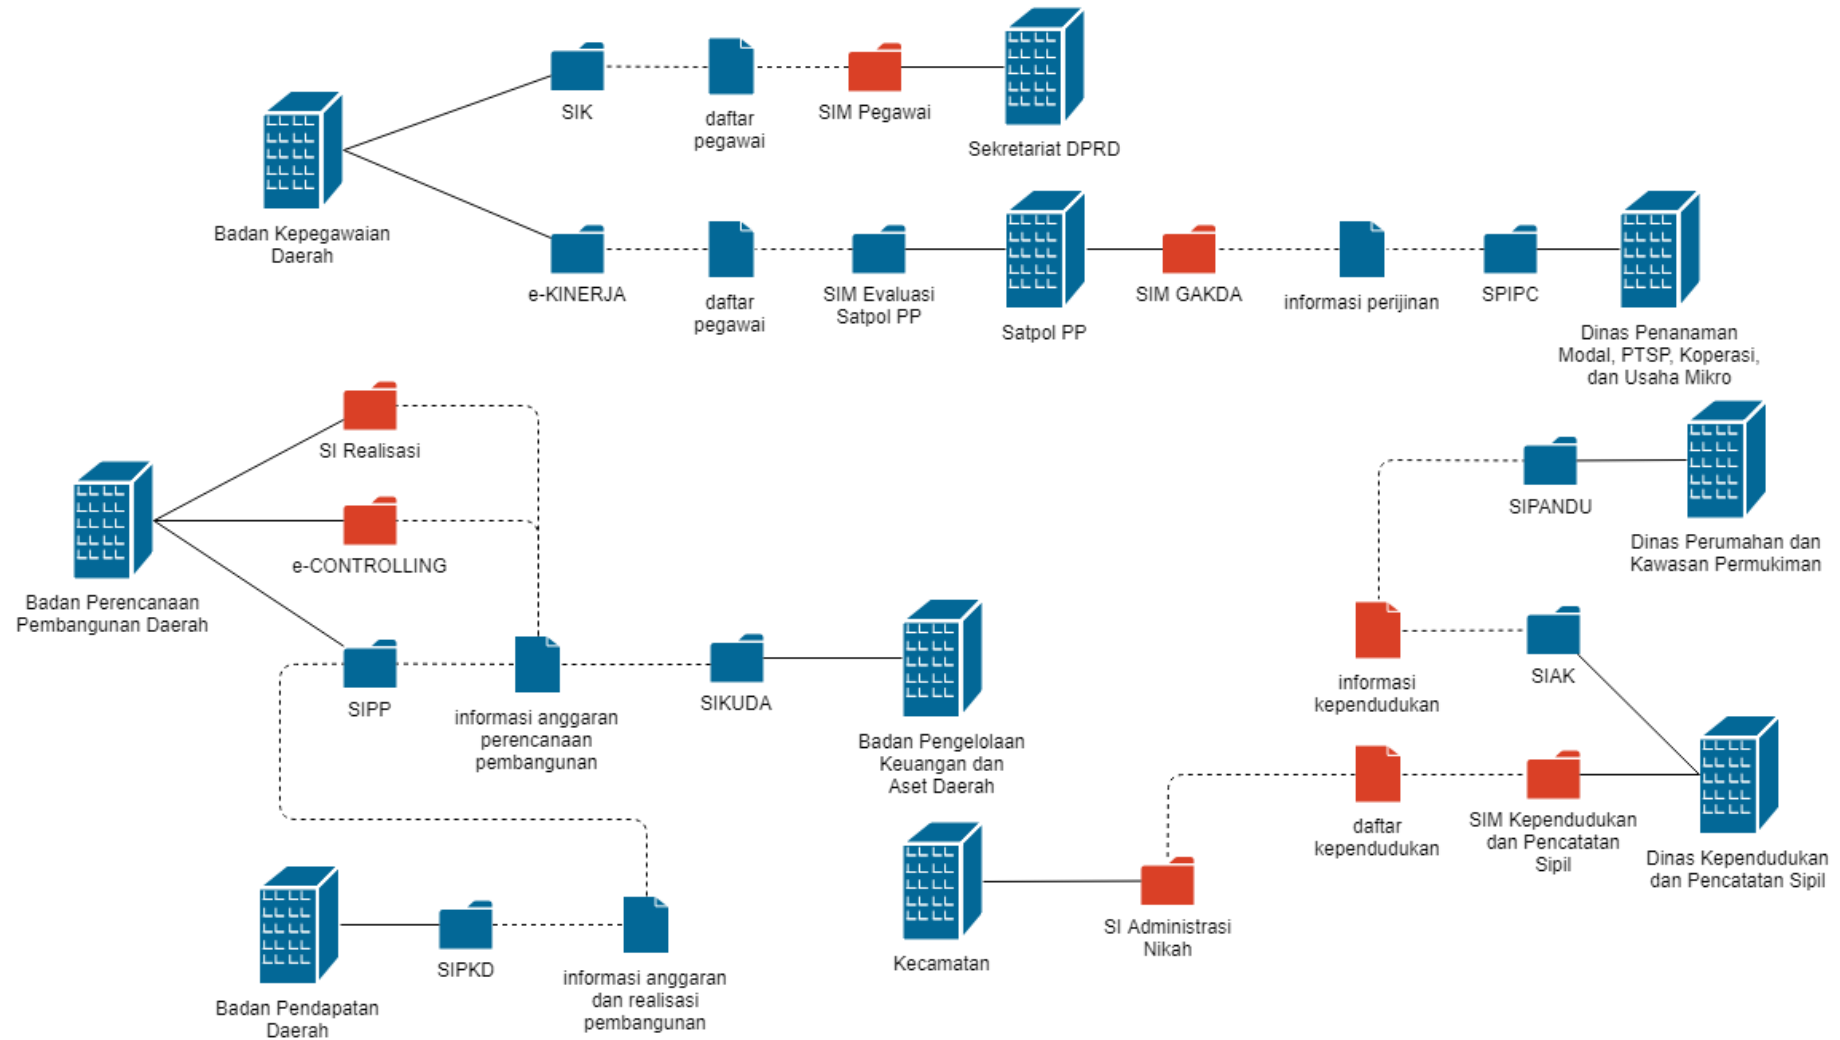 SIK
daftar
pegawai
SIM Pegawai
Sekretariat DPRD
Badan Kepegawaian
Daerah
e-KINERJA
daftar
pegawai
SIM Evaluasi
Satpol PP
Satpol PP
SIM GAKDA
informasi perijinan
SPIPC
Dinas Penanaman
Modal, PTSP, Koperasi,
dan Usaha Mikro
SI Realisasi
e-CONTROLLING
Badan Perencanaan
Pembangunan Daerah
SIPP
informasi anggaran
perencanaan
pembangunan
SIKUDA
Badan Pengelolaan
Keuangan dan
Aset Daerah
SIPANDU
Dinas Perumahan dan
Kawasan Permukiman
informasi
kependudukan
SIAK
daftar
kependudukan
SIM Kependudukan
dan Pencatatan
Sipil
Dinas Kependudukan
dan Pencatatan Sipil
Kecamatan
SI Administrasi
Nikah
Badan Pendapatan
Daerah
SIPKD
informasi anggaran
dan realisasi
pembangunan